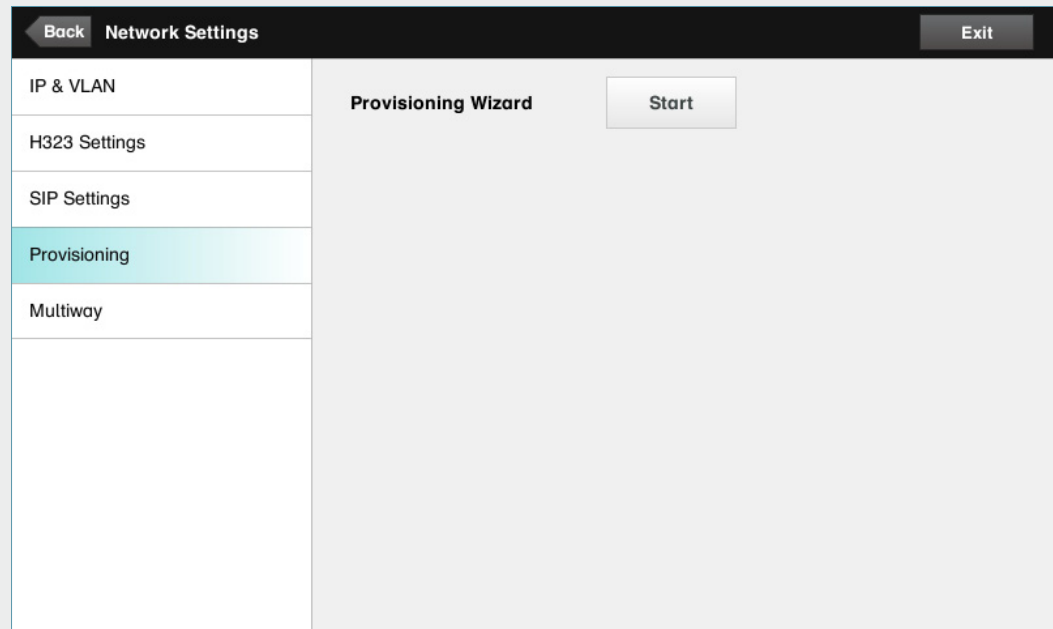 Back Network Settings Exit
IP & VLAN
Provisioning Wizard Start
H323 Settings
SIP Settings
Provisioning
Multiway